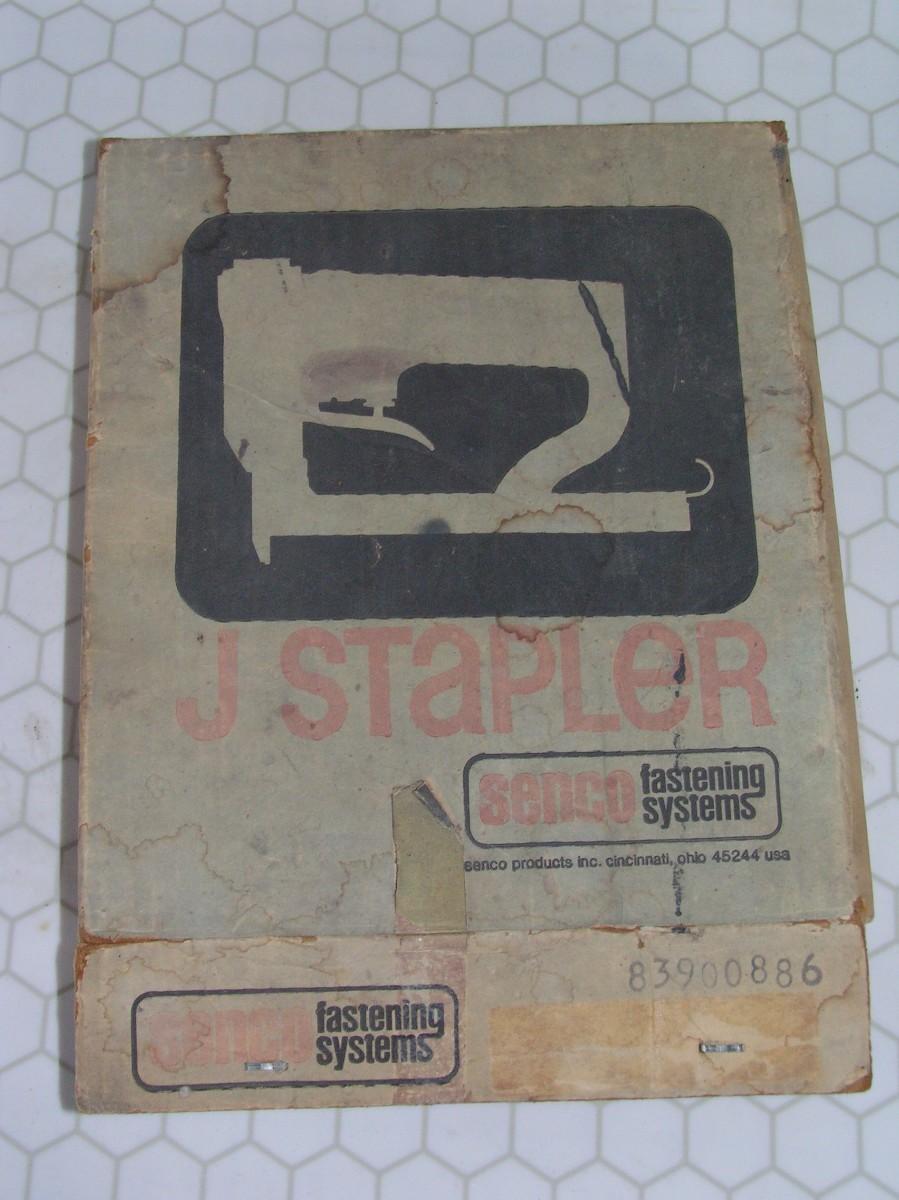 J STaPLeR
senco fastening
systems
senco products inc. cincinnati, ohio 45244 usa
83900886
senco fastening
systems